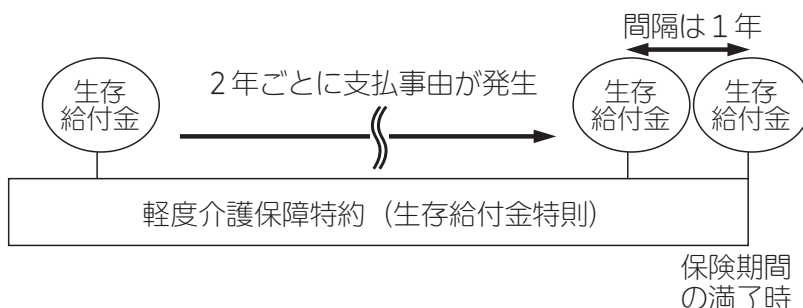 間隔は1年
生存
給付金
2年ごとに支払事由が発生
生存
給付金
生存
給付金
軽度介護保障特約（生存給付金特則）
保険期間
の満了時